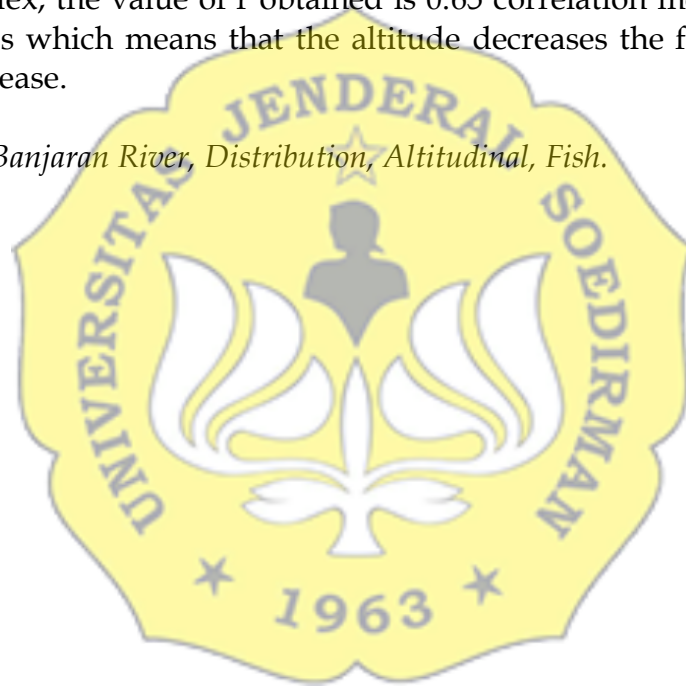 ex, the value of r obtained is 0.65 correlation in
s which means that the altitude decreases the f
ease.
Banjaran River, Distribution, Altitudinal, Fish.
UNIVERSITAS JENDERAL SOEDIRMAN
1963